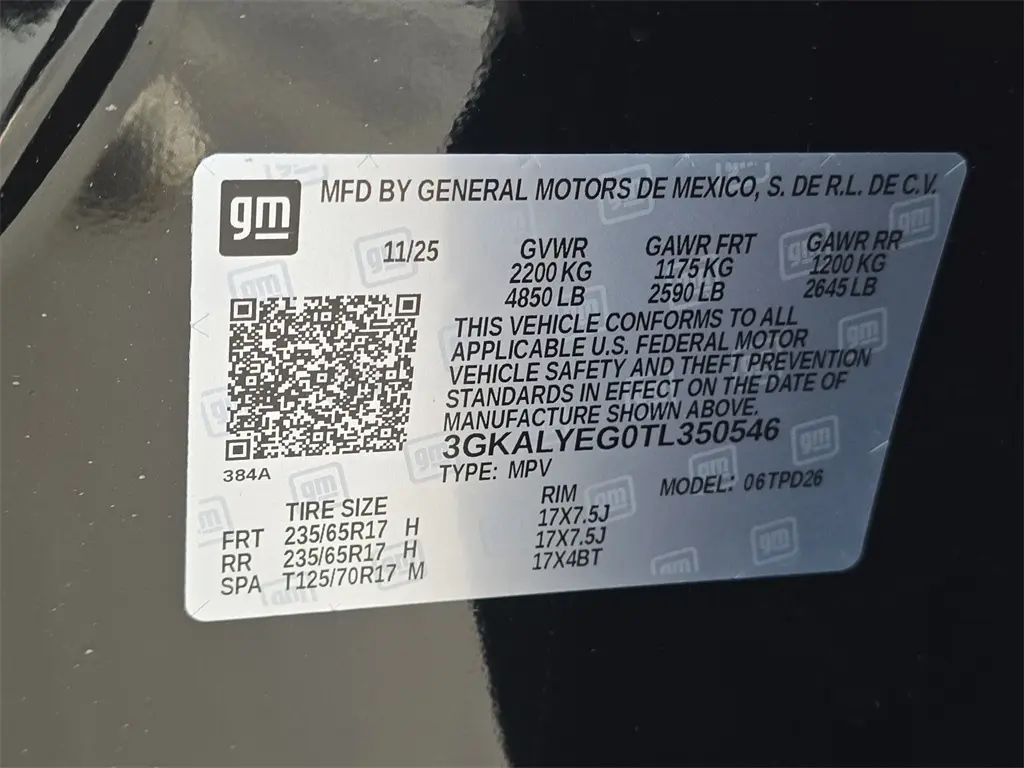 gm MFD BY GENERAL MOTORS DE MEXICO, S. DE R.L. DE C.V.
11/25 GVWR GAWR FRT GAWR RR
2200 KG 1175 KG 1200 KG
4850 LB 2590 LB 2645 LB
THIS VEHICLE CONFORMS TO ALL
APPLICABLE U.S. FEDERAL MOTOR
VEHICLE SAFETY AND THEFT PREVENTION
STANDARDS IN EFFECT ON THE DATE OF
MANUFACTURE SHOWN ABOVE.
3GKALYEG0TL350546
384A
TYPE: MPV MODEL: 06TPD26
TIRE SIZE RIM
FRT 235/65R17 H 17X7.5J
RR 235/65R17 H 17X7.5J
SPA T125/70R17 M 17X4BT